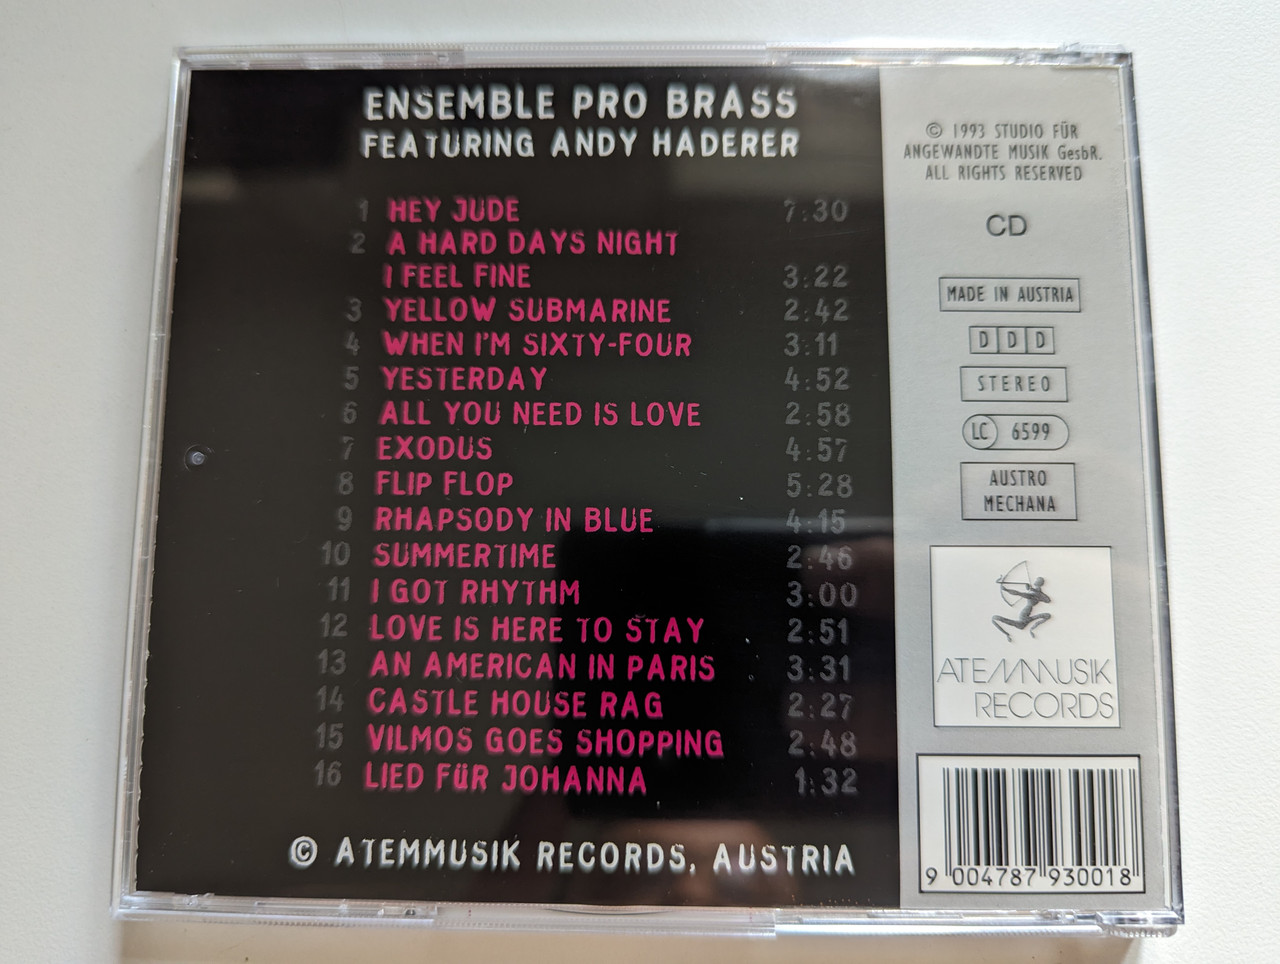 ENSEMBLE PRO BRASS
FEATURING ANDY HADERER
1 HEY JUDE 7:30
2 A HARD DAYS NIGHT
I FEEL FINE 3:22
3 YELLOW SUBMARINE 2:42
4 WHEN I'M SIXTY-FOUR 3:11
5 YESTERDAY 4:52
6 ALL YOU NEED IS LOVE 2:58
7 EXODUS 4:57
8 FLIP FLOP 5:28
9 RHAPSODY IN BLUE 4:15
10 SUMMERTIME 2:46
11 I GOT RHYTHM 3:00
12 LOVE IS HERE TO STAY 2:51
13 AN AMERICAN IN PARIS 3:31
14 CASTLE HOUSE RAG 2:27
15 VILMOS GOES SHOPPING 2:48
16 LIED FüR JOHANNA 1:32
© ATEMMUSIK RECORDS, AUSTRIA
© 1993 STUDIO FÜR
ANGEWANDTE MUSIK GesbR.
ALL RIGHTS RESERVED
CD
MADE IN AUSTRIA
D D D
STEREO
LC 6599
AUSTRO
MECHANA
ATEMMUSIK
RECORDS
9 004787 930018